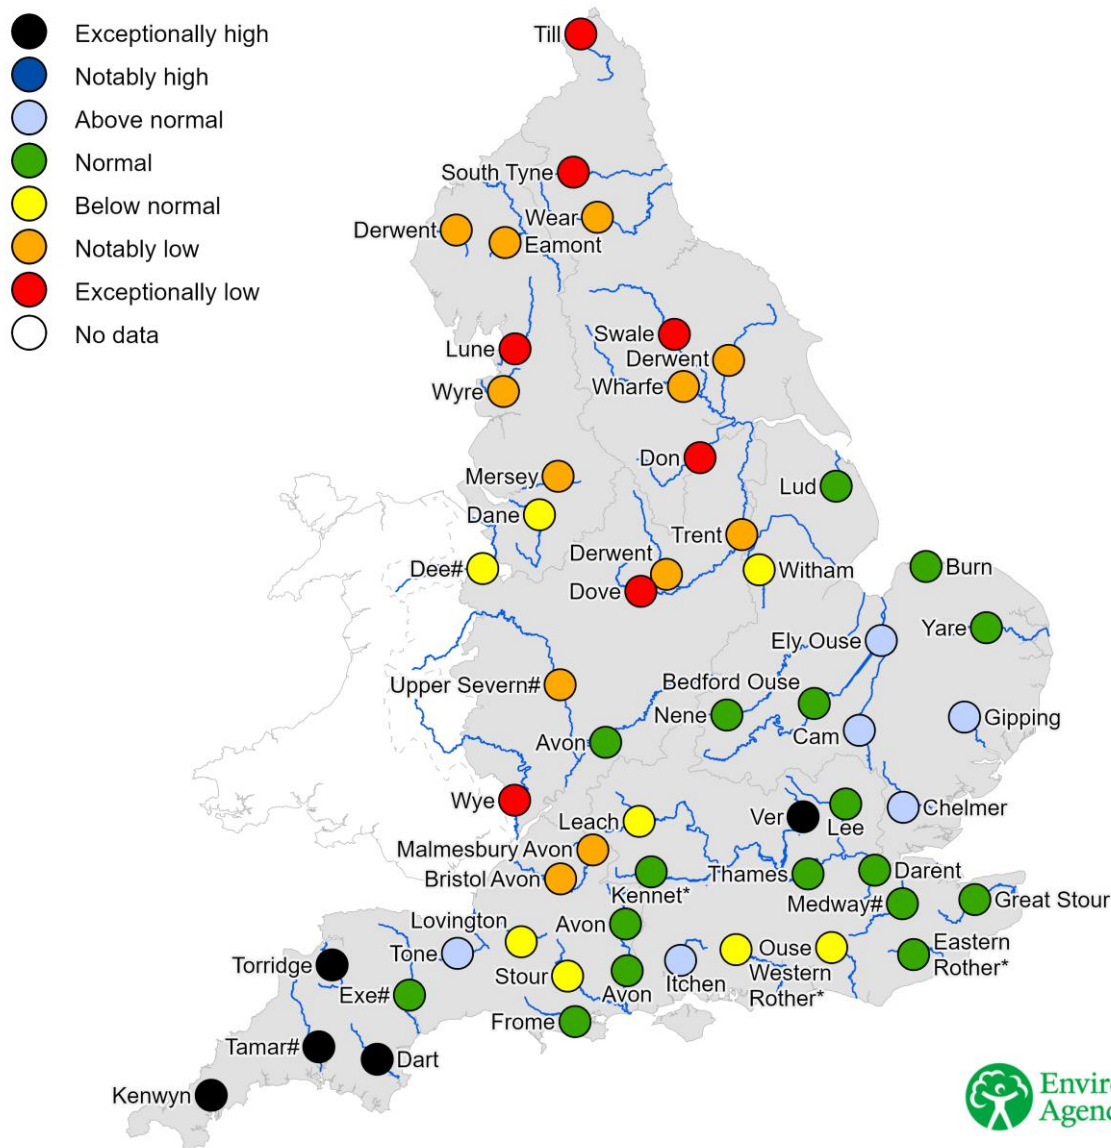 Exceptionally high
Notably high
Above normal
Normal
Below normal
Notably low
Exceptionally low
No data
Till
South Tyne
Wear
Derwent
Eamont
Swale
Lune
Derwent
Wharfe
Wyre
Don
Mersey
Lud
Dane
Trent
Derwent
Dee#
Witham
Burn
Dove
Yare
Ely Ouse
Bedford Ouse
Upper Severn#
Nene
Gipping
Cam
Avon
Wye
Chelmer
Leach
Ver
Lee
Malmesbury Avon
Thames
Darent
Bristol Avon
Kennet*
Medway#
Great Stour
Lovington
Avon
Tone
Ouse
Eastern
Rother*
Torridge
Stour
Itchen
Western
Rother*
Exe#
Avon
Frome
Tamar#
Dart
Kenwyn
Enviro
Agenc